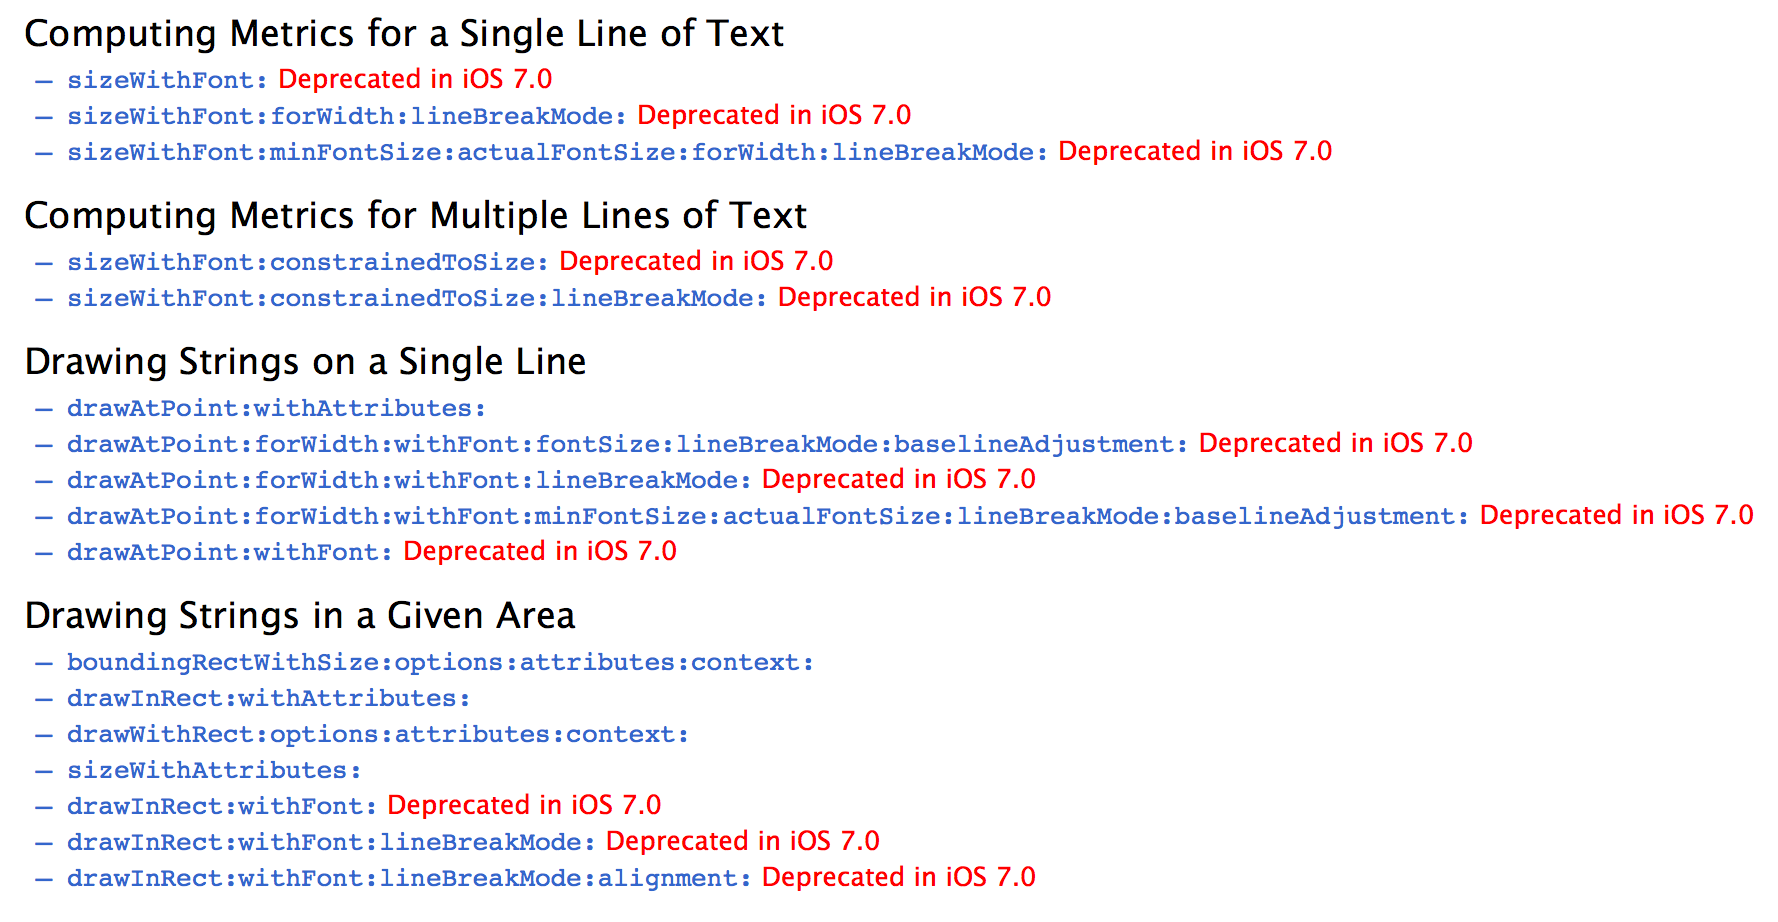 Computing Metrics for a Single Line of Text
– sizeWithFont: Deprecated in iOS 7.0
– sizeWithFont:forWidth:lineBreakMode: Deprecated in iOS 7.0
– sizeWithFont:minFontSize:actualFontSize:forWidth:lineBreakMode: Deprecated in iOS 7.0
Computing Metrics for Multiple Lines of Text
– sizeWithFont:constrainedToSize: Deprecated in iOS 7.0
– sizeWithFont:constrainedToSize:lineBreakMode: Deprecated in iOS 7.0
Drawing Strings on a Single Line
– drawAtPoint:withAttributes:
– drawAtPoint:forWidth:withFont:fontSize:lineBreakMode:baselineAdjustment: Deprecated in iOS 7.0
– drawAtPoint:forWidth:withFont:lineBreakMode: Deprecated in iOS 7.0
– drawAtPoint:forWidth:withFont:minFontSize:actualFontSize:lineBreakMode:baselineAdjustment: Deprecated in iOS 7.0
– drawAtPoint:withFont: Deprecated in iOS 7.0
Drawing Strings in a Given Area
– boundingRectWithSize:options:attributes:context:
– drawInRect:withAttributes:
– drawWithRect:options:attributes:context:
– sizeWithAttributes:
– drawInRect:withFont: Deprecated in iOS 7.0
– drawInRect:withFont:lineBreakMode: Deprecated in iOS 7.0
– drawInRect:withFont:lineBreakMode:alignment: Deprecated in iOS 7.0